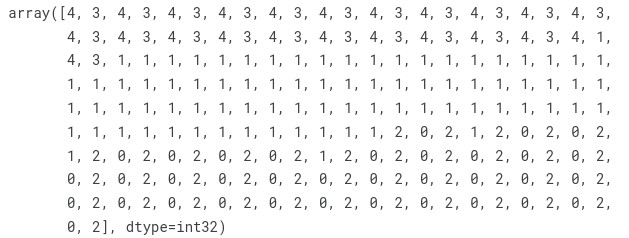 array([4, 3, 4, 3, 4, 3, 4, 3, 4, 3, 4, 3, 4, 3, 4, 3, 4, 3, 4, 3, 4, 3,
4, 3, 4, 3, 4, 3, 4, 3, 4, 3, 4, 3, 4, 3, 4, 3, 4, 3, 4, 3, 4, 1,
4, 3, 1, 1, 1, 1, 1, 1, 1, 1, 1, 1, 1, 1, 1, 1, 1, 1, 1, 1, 1, 1,
1, 1, 1, 1, 1, 1, 1, 1, 1, 1, 1, 1, 1, 1, 1, 1, 1, 1, 1, 1, 1, 1,
1, 1, 1, 1, 1, 1, 1, 1, 1, 1, 1, 1, 1, 1, 1, 1, 1, 1, 1, 1, 1, 1,
1, 1, 1, 1, 1, 1, 1, 1, 1, 1, 1, 1, 1, 2, 0, 2, 1, 2, 0, 2, 0, 2,
1, 2, 0, 2, 0, 2, 0, 2, 0, 2, 1, 2, 0, 2, 0, 2, 0, 2, 0, 2, 0, 2,
0, 2, 0, 2, 0, 2, 0, 2, 0, 2, 0, 2, 0, 2, 0, 2, 0, 2, 0, 2, 0, 2,
0, 2, 0, 2, 0, 2, 0, 2, 0, 2, 0, 2, 0, 2, 0, 2, 0, 2, 0, 2, 0, 2,
0, 2], dtype=int32)